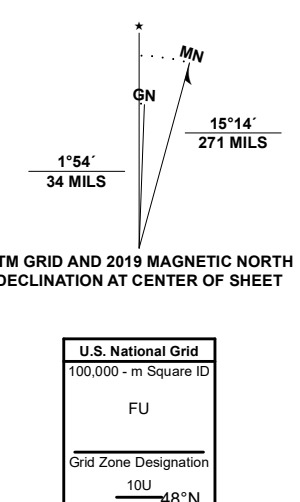 ★
MN
GN
15°14´
271 MILS
1°54´
34 MILS
TM GRID AND 2019 MAGNETIC NORTH
DECLINATION AT CENTER OF SHEET
U.S. National Grid
100,000 - m Square ID
FU
Grid Zone Designation
10U
48°N